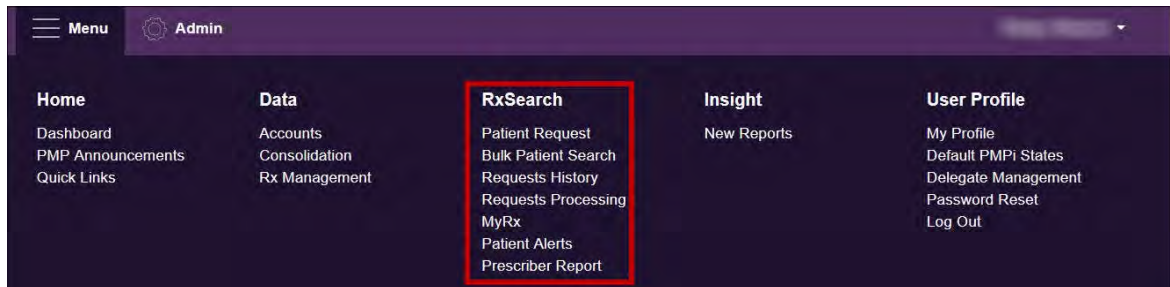 Menu Admin
Home
Dashboard
PMP Announcements
Quick Links
Data
Accounts
Consolidation
Rx Management
RxSearch
Patient Request
Bulk Patient Search
Requests History
Requests Processing
MyRx
Patient Alerts
Prescriber Report
Insight
New Reports
User Profile
My Profile
Default PMPi States
Delegate Management
Password Reset
Log Out